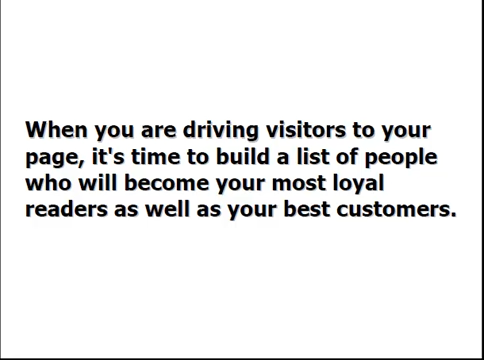 When you are driving visitors to your
page, it's time to build a list of people
who will become your most loyal
readers as well as your best customers.